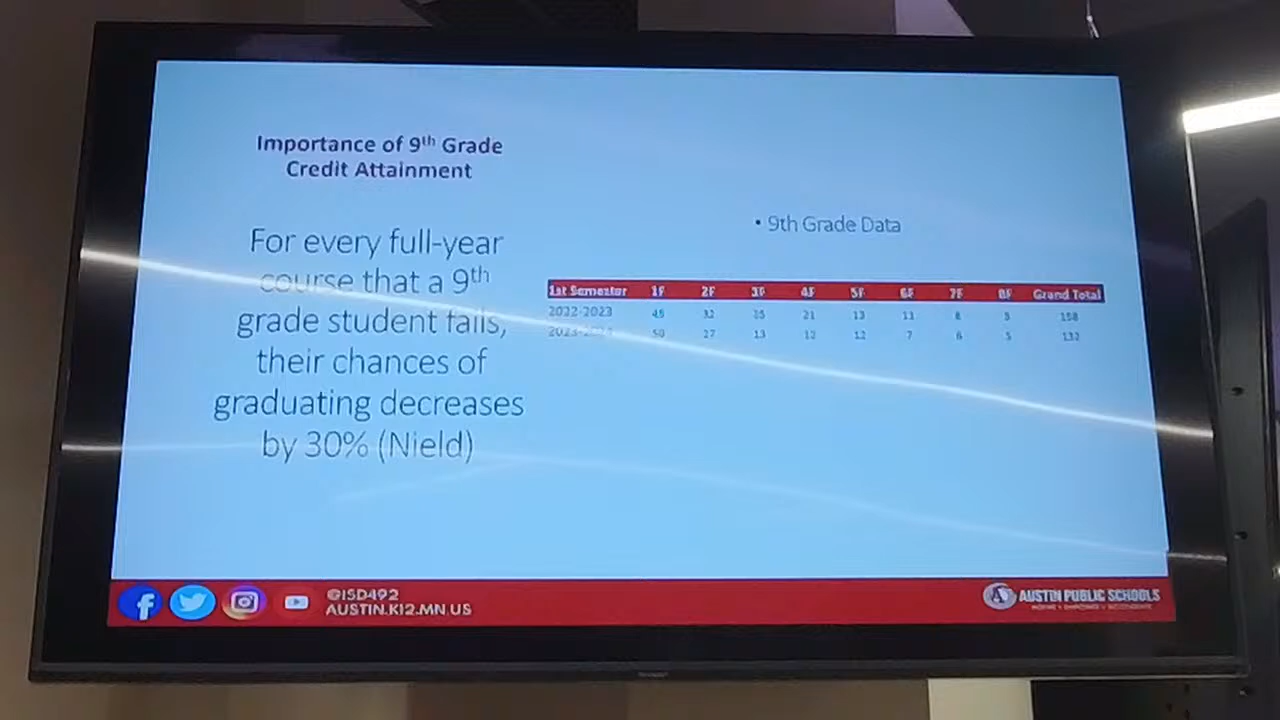 Importance of 9th Grade
Credit Attainment
For every full-year
course that a 9th
grade student fails,
their chances of
graduating decreases
by 30% (Nield)
• 9th Grade Data
1st Semester 1F 2F 3F 4F 5F 6F 7F 8F Grand Total
2022-2023 45 32 25 21 13 11 8 3 158
50 27 13 12 12 7 6 5 132
@ISD492
AUSTIN.K12.MN.US
AUSTIN PUBLIC SCHOOLS